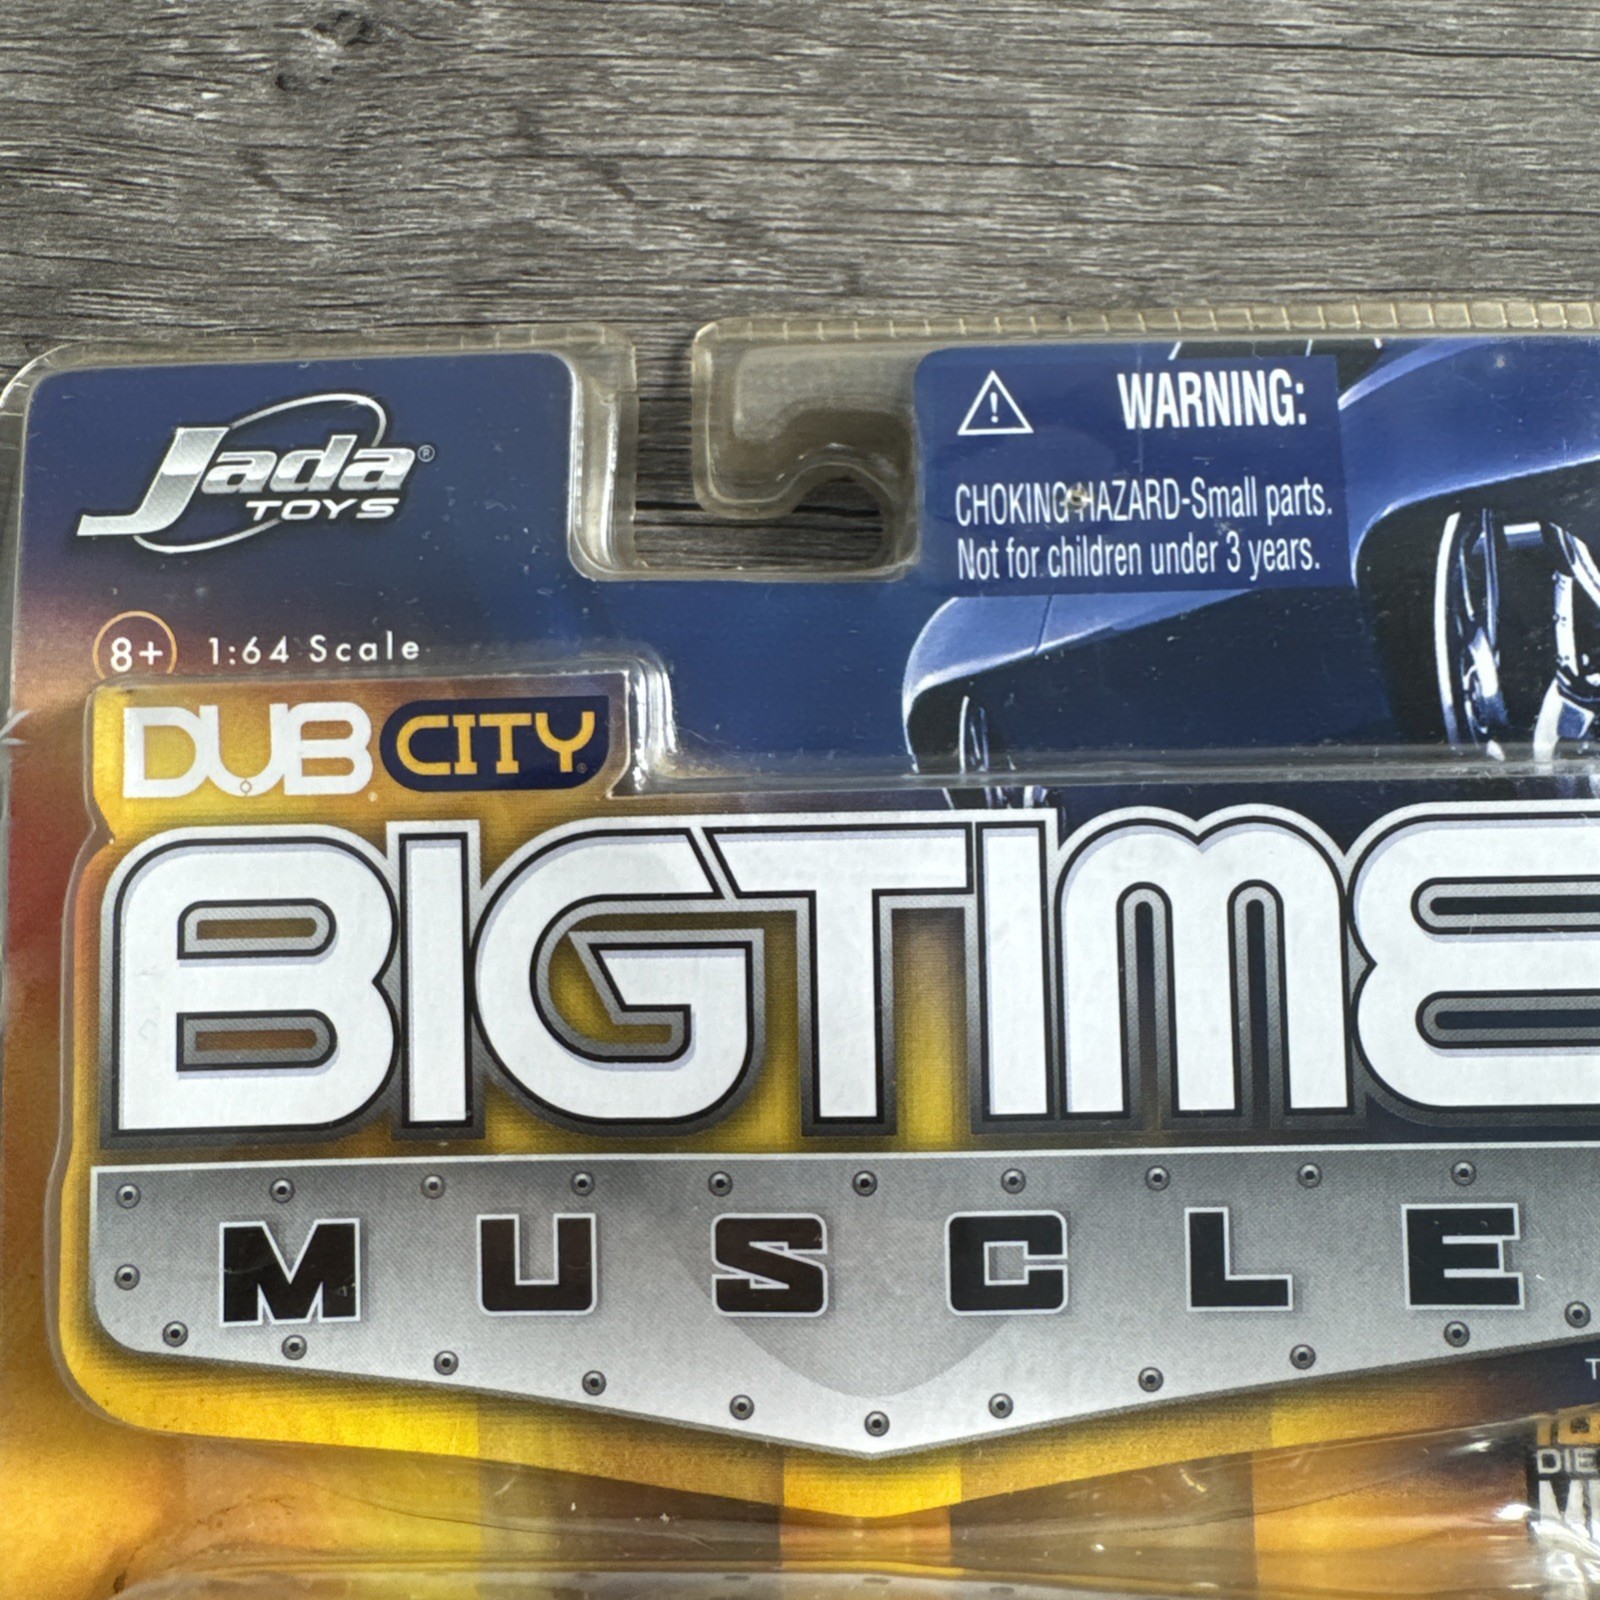 Jada®
TOYS
WARNING:
CHOKING HAZARD-Small parts.
Not for children under 3 years.
8+ 1:64 Scale
DUB CITY
BIGTIME
MUSCLE